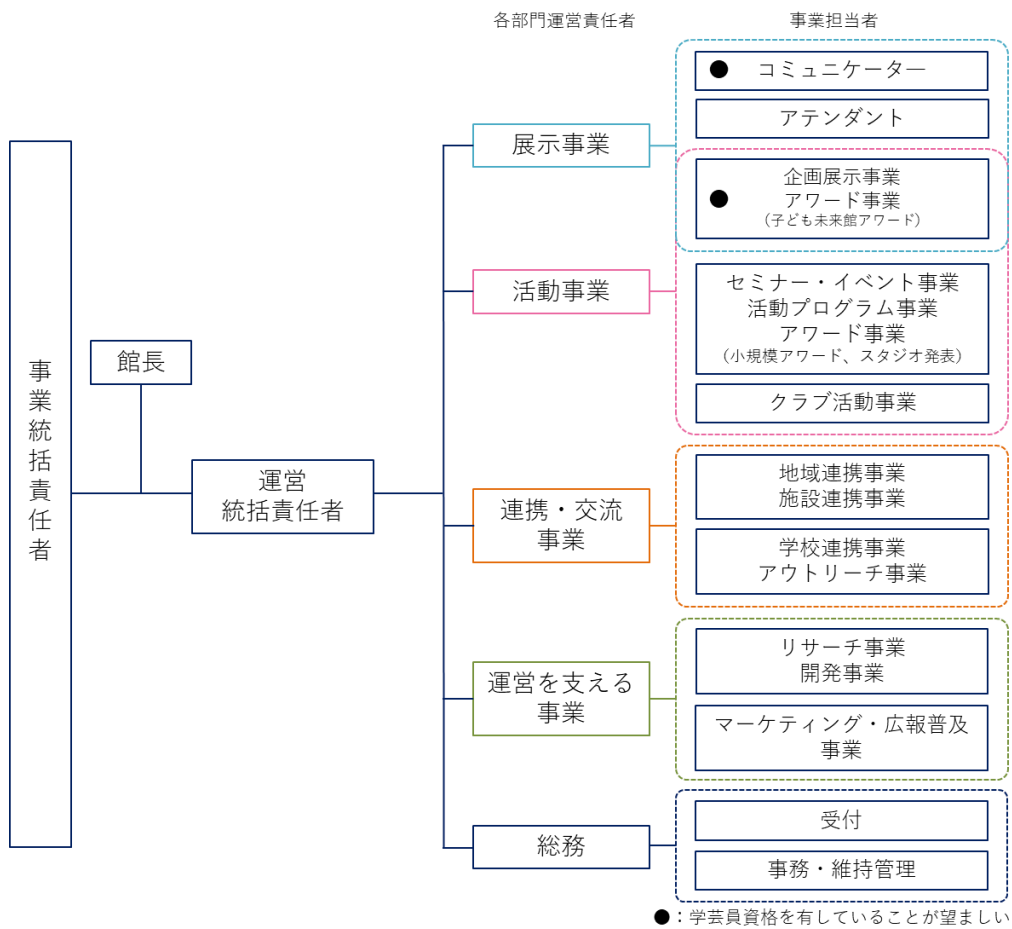 各部門運営責任者
事業担当者
事業統括責任者
館長
運営
統括責任者
展示事業
● コミュニケーター
アテンダント
● 企画展示事業
アワード事業
（子ども未来館アワード）
活動事業
セミナー・イベント事業
活動プログラム事業
アワード事業
（小規模アワード、スタジオ発表）
クラブ活動事業
連携・交流
事業
地域連携事業
施設連携事業
学校連携事業
アウトリーチ事業
運営を支える
事業
リサーチ事業
開発事業
マーケティング・広報普及
事業
総務
受付
事務・維持管理
●：学芸員資格を有していることが望ましい